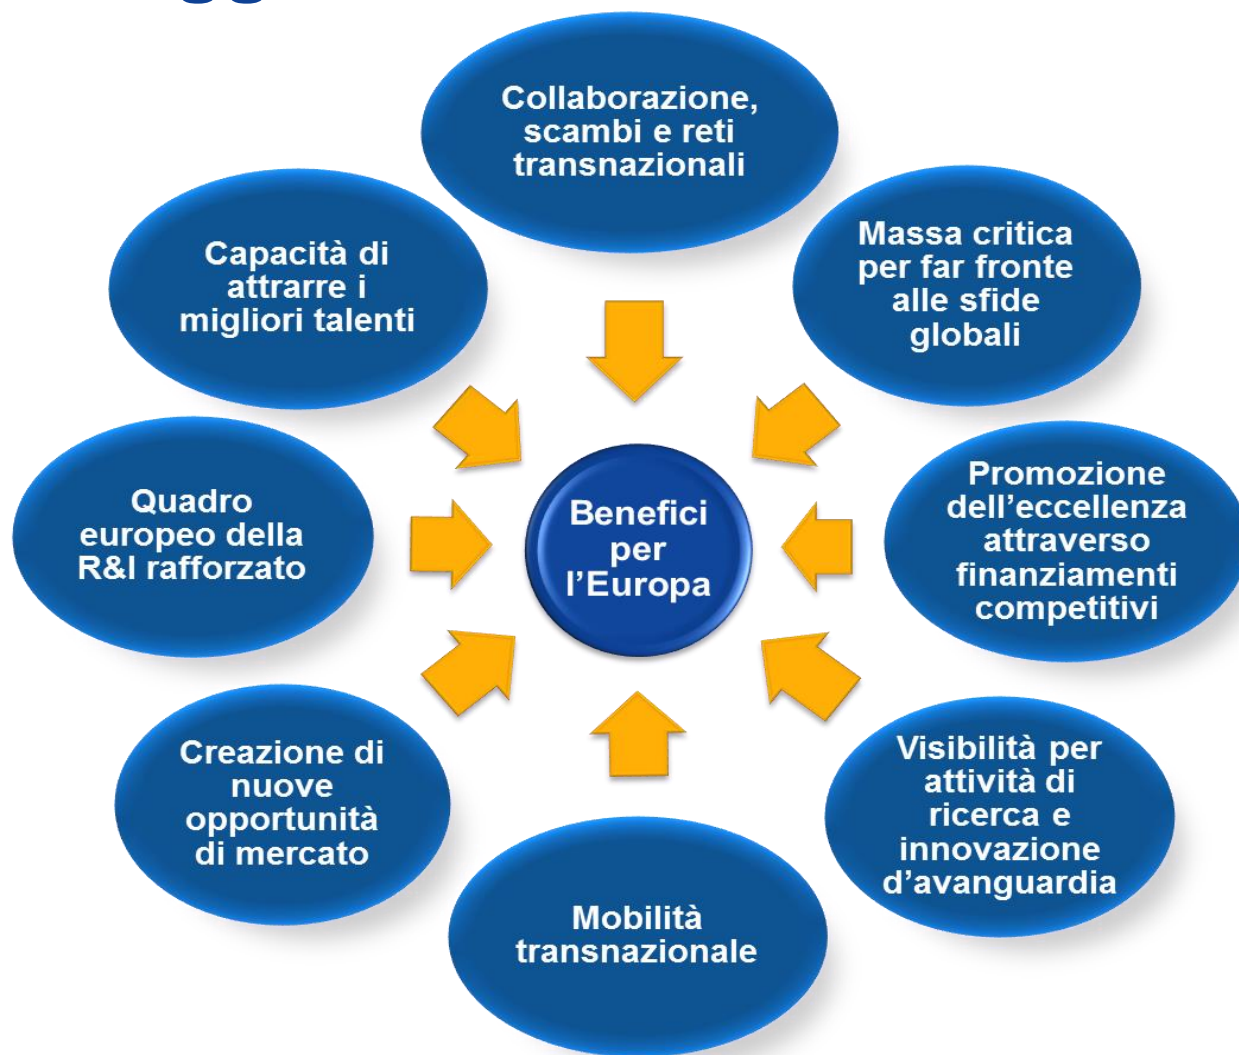 gg
Collaborazione,
scambi e reti
transnazionali
Massa critica
per far fronte
alle sfide
globali
Capacità di
attrarre i
migliori talenti
Promozione
dell’eccellenza
attraverso
finanziamenti
competitivi
Quadro
europeo della
R&I rafforzato
Benefici
per
l’Europa
Visibilità per
attività di
ricerca e
innovazione
d’avanguardia
Creazione di
nuove
opportunità
di mercato
Mobilità
transnazionale